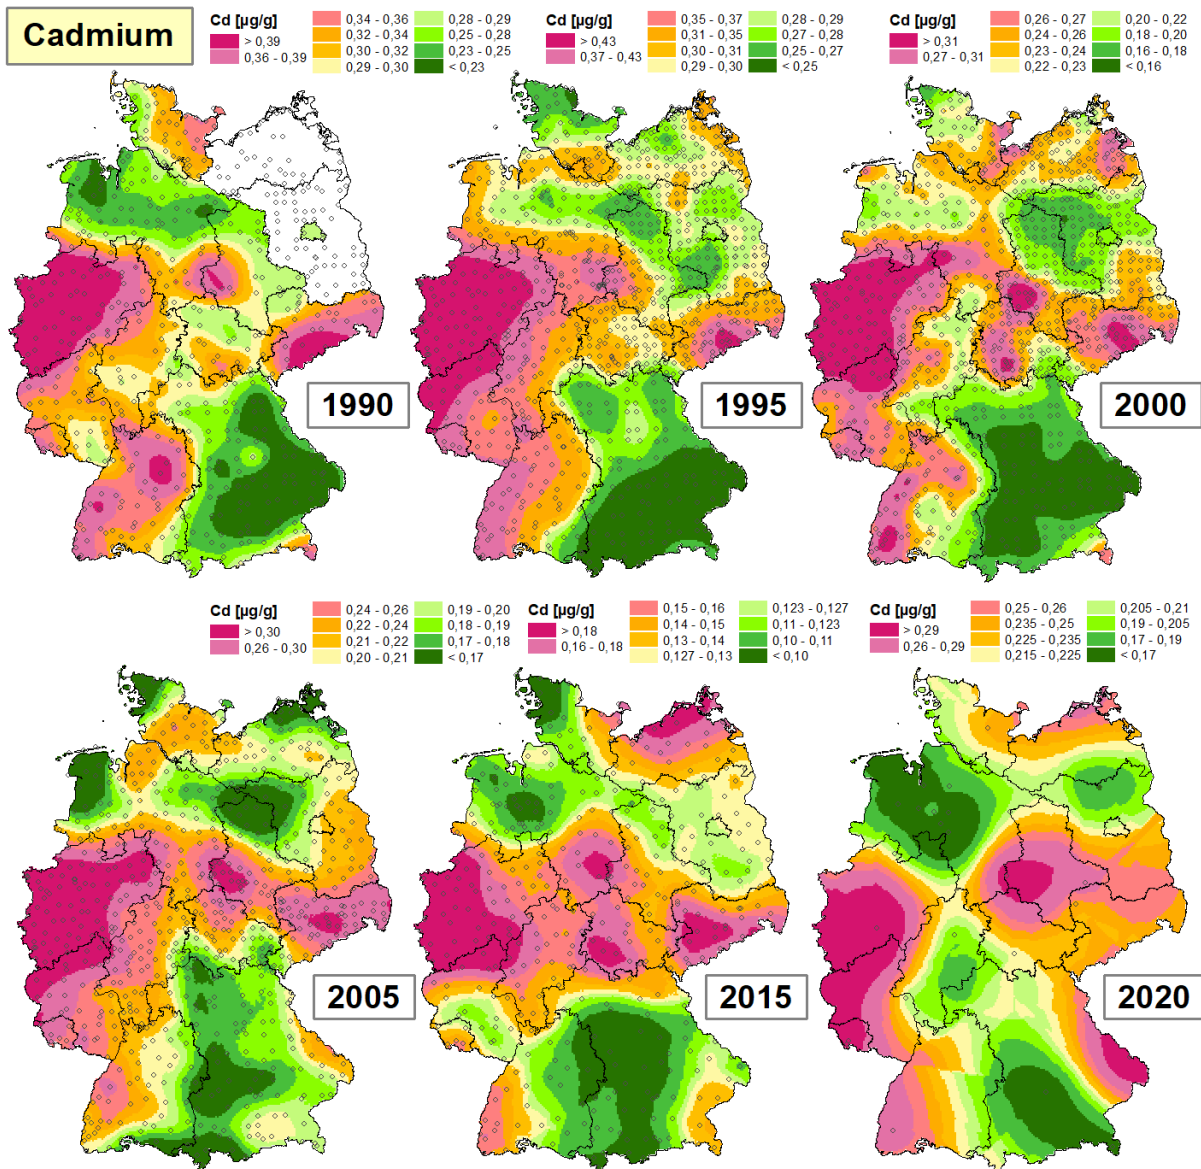 Cadmium
Cd [µg/g]
> 0,39
0,36 - 0,39
0,34 - 0,36
0,32 - 0,34
0,30 - 0,32
0,29 - 0,30
0,28 - 0,29
0,25 - 0,28
0,23 - 0,25
< 0,23
Cd [µg/g]
> 0,43
0,37 - 0,43
0,35 - 0,37
0,31 - 0,35
0,30 - 0,31
0,29 - 0,30
0,28 - 0,29
0,27 - 0,28
0,25 - 0,27
< 0,25
Cd [µg/g]
> 0,31
0,27 - 0,31
0,26 - 0,27
0,24 - 0,26
0,23 - 0,24
0,22 - 0,23
0,20 - 0,22
0,18 - 0,20
0,16 - 0,18
< 0,16
1990
1995
2000
Cd [µg/g]
> 0,30
0,26 - 0,30
0,24 - 0,26
0,22 - 0,24
0,21 - 0,22
0,20 - 0,21
0,19 - 0,20
0,18 - 0,19
0,17 - 0,18
< 0,17
Cd [µg/g]
> 0,18
0,16 - 0,18
0,15 - 0,16
0,14 - 0,15
0,13 - 0,14
0,127 - 0,13
0,123 - 0,127
0,11 - 0,123
0,10 - 0,11
< 0,10
Cd [µg/g]
> 0,29
0,26 - 0,29
0,25 - 0,26
0,235 - 0,25
0,225 - 0,235
0,215 - 0,225
0,205 - 0,21
0,19 - 0,205
0,17 - 0,19
< 0,17
2005
2015
2020